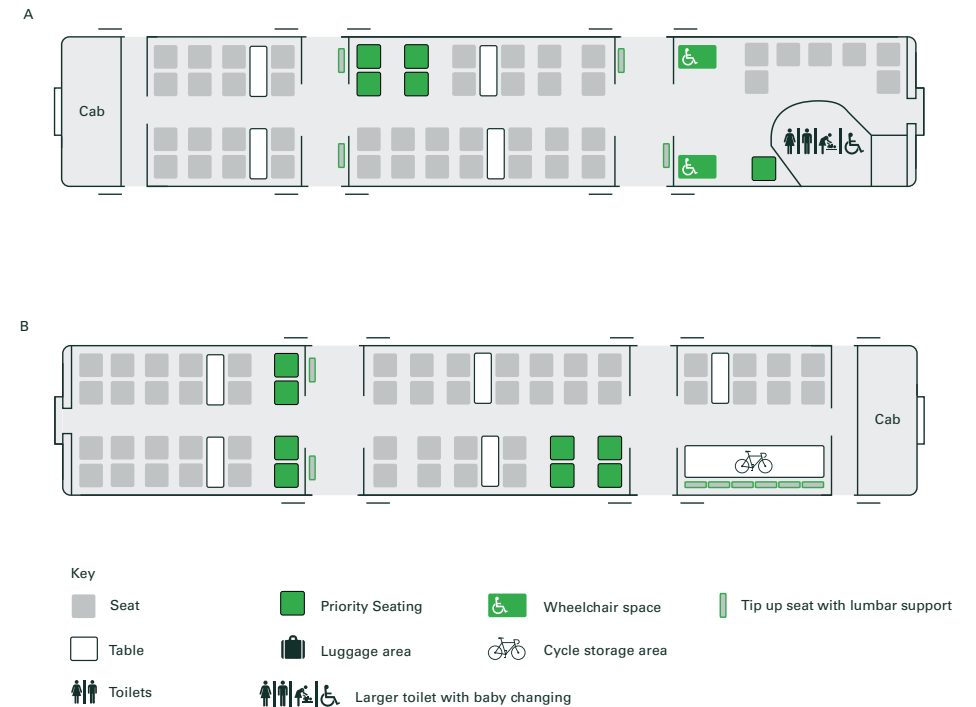 A
Cab
B
Cab
Key
Seat
Priority Seating
Wheelchair space
Tip up seat with lumbar support
Table
Luggage area
Cycle storage area
Toilets
Larger toilet with baby changing